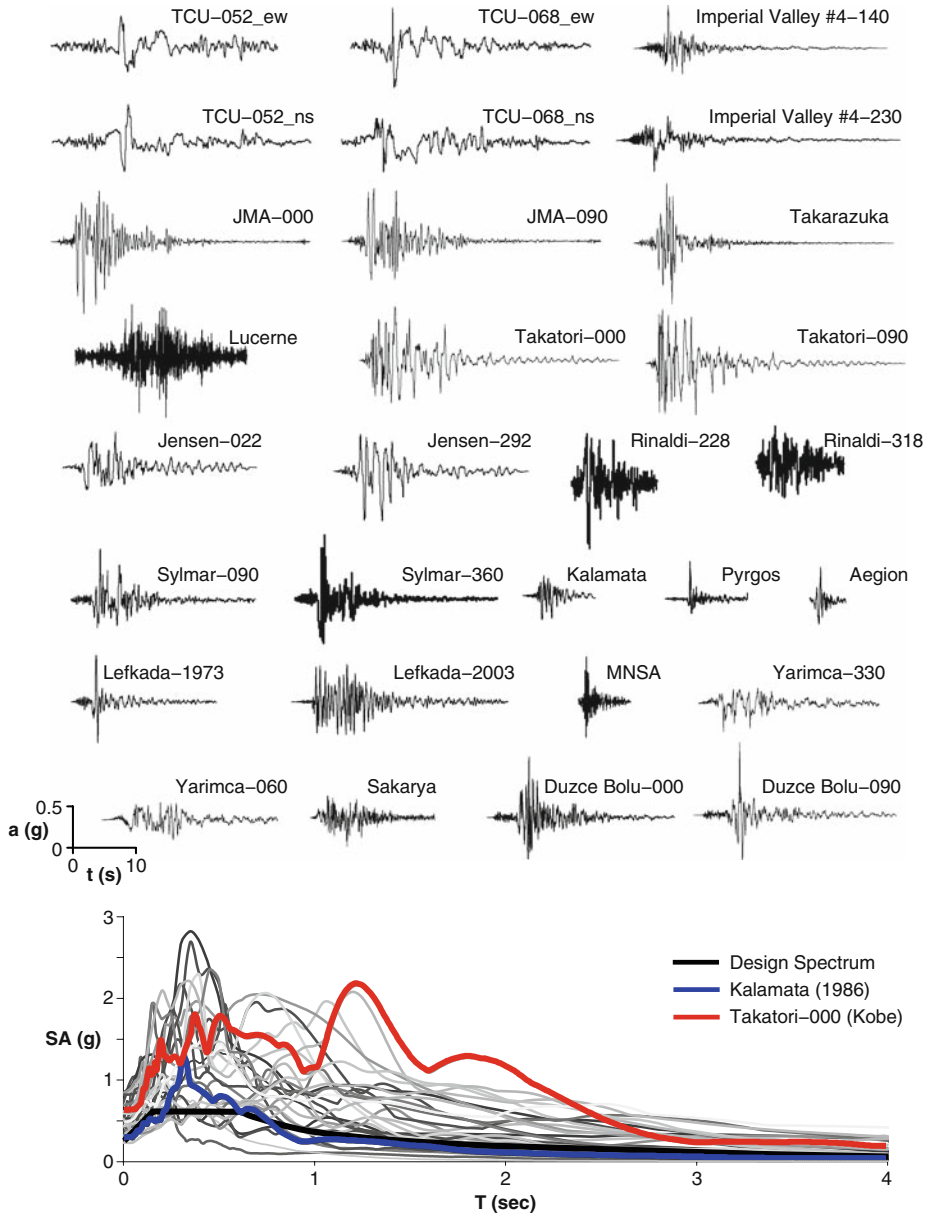 TCU−052_ew
TCU−068_ew
Imperial Valley #4−140
TCU−052_ns
TCU−068_ns
Imperial Valley #4−230
JMA−000
JMA−090
Takarazuka
Lucerne
Takatori−000
Takatori−090
Jensen−022
Jensen−292
Rinaldi−228
Rinaldi−318
Sylmar−090
Sylmar−360
Kalamata
Pyrgos
Aegion
Lefkada−1973
Lefkada−2003
MNSA
Yarimca−330
Yarimca−060
Sakarya
Duzce Bolu−000
Duzce Bolu−090
0.5
a (g)
0
0
10
t (s)
3
2
SA (g)
1
0
Design Spectrum
Kalamata (1986)
Takatori−000 (Kobe)
0
1
2
3
4
T (sec)